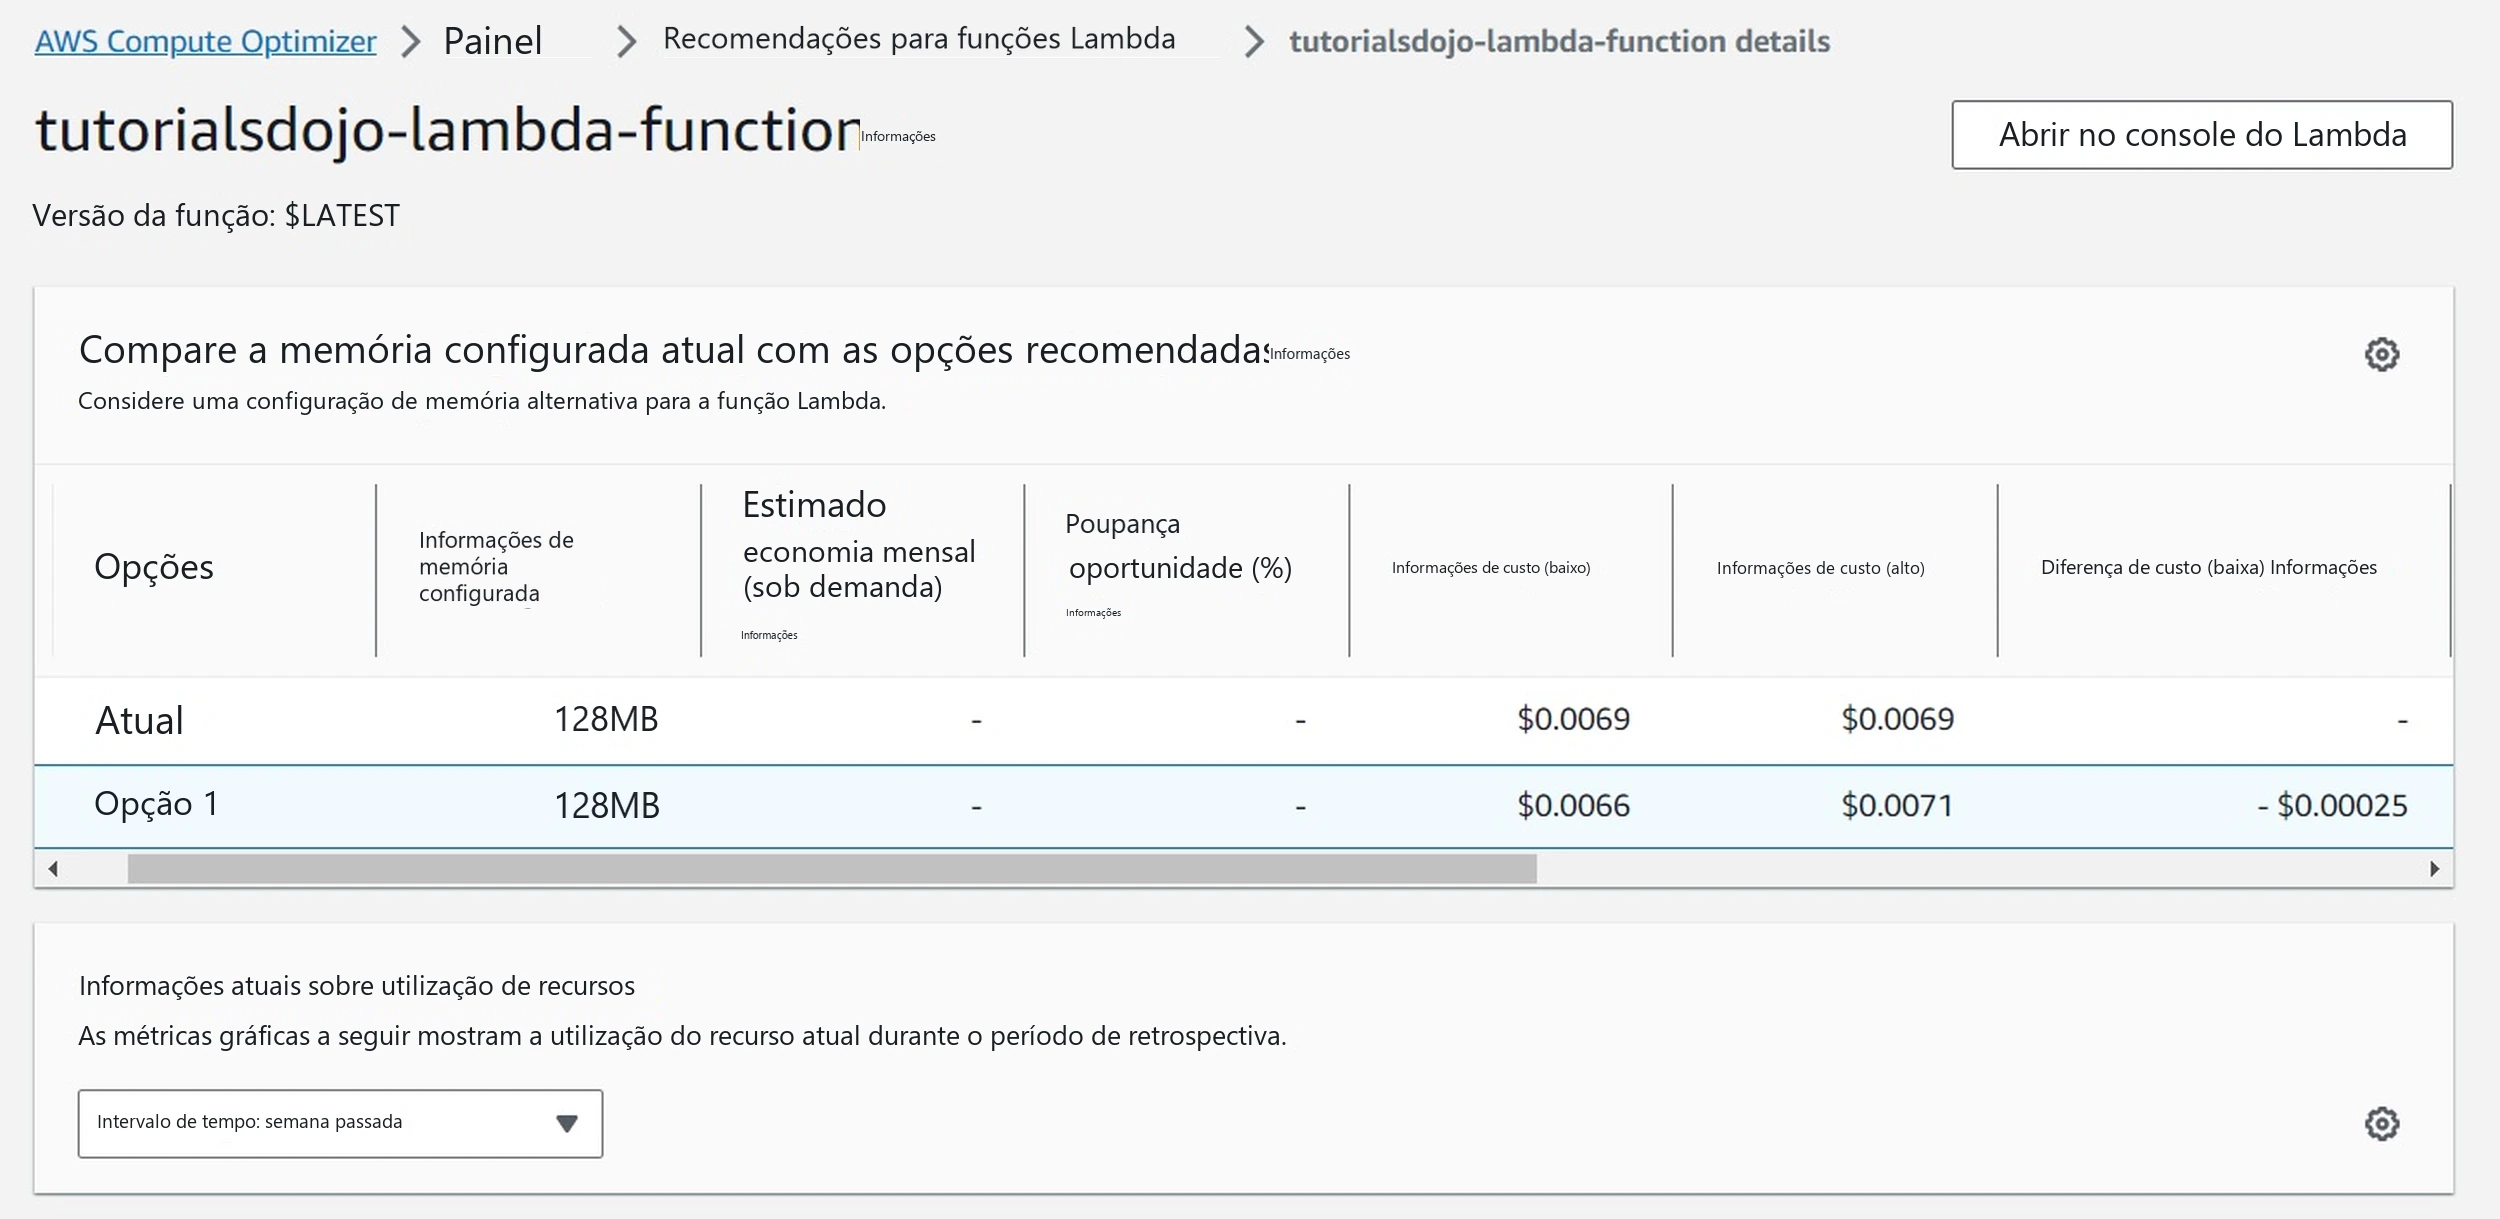 AWS Compute Optimizer > Painel > Recomendações para funções Lambda > tutorialsdojo-lambda-function details
tutorialsdojo-lambda-function Informações
Abrir no console do Lambda
Versão da função: $LATEST
Compare a memória configurada atual com as opções recomendadas Informações
Considere uma configuração de memória alternativa para a função Lambda.
Opções
Informações de
memória
configurada
Estimado
economia mensal
(sob demanda)
Informações
Poupança
oportunidade (%)
Informações
Informações de custo (baixo)
Informações de custo (alto)
Diferença de custo (baixa) Informações
Atual 128MB - - $0.0069 $0.0069 -
Opção 1 128MB - - $0.0066 $0.0071 - $0.00025
Informações atuais sobre utilização de recursos
As métricas gráficas a seguir mostram a utilização do recurso atual durante o período de retrospectiva.
Intervalo de tempo: semana passada